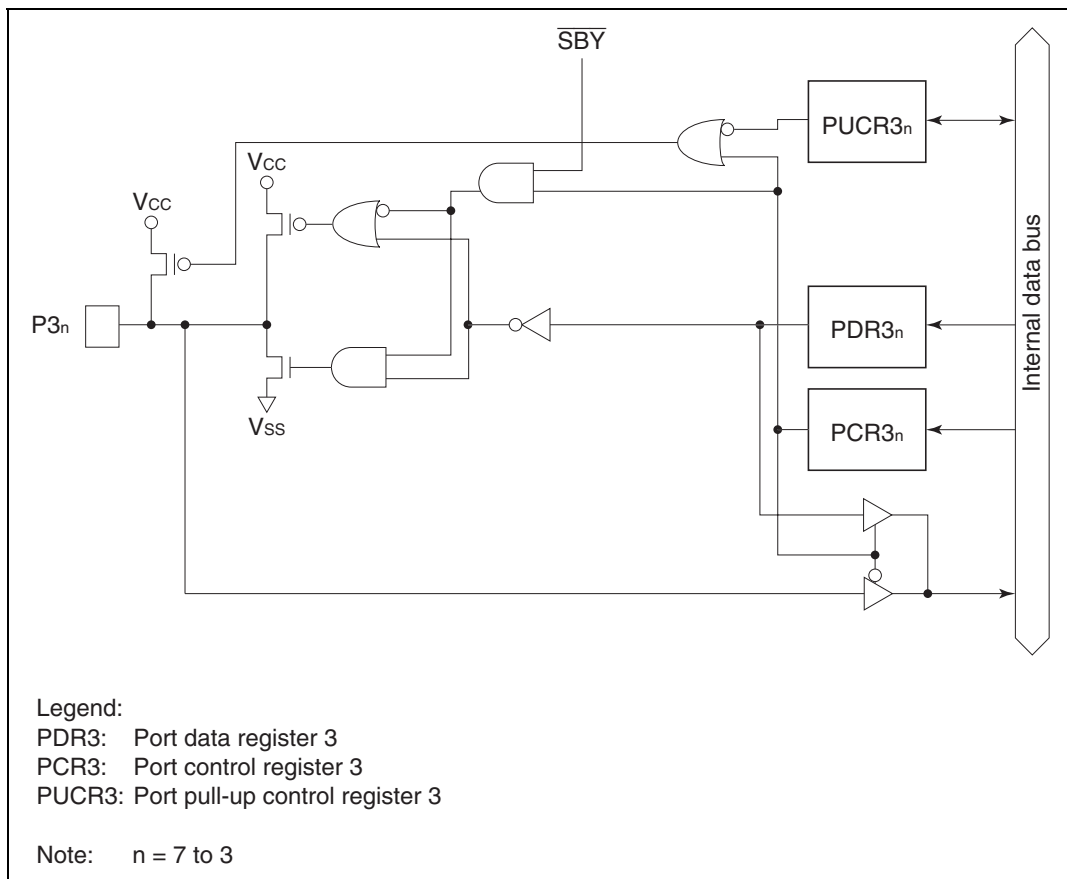 SBY
PUCR3n
VCC
VCC
P3n
PDR3n
Internal data bus
PCR3n
VSS
Legend:
PDR3: Port data register 3
PCR3: Port control register 3
PUCR3: Port pull-up control register 3
Note: n = 7 to 3